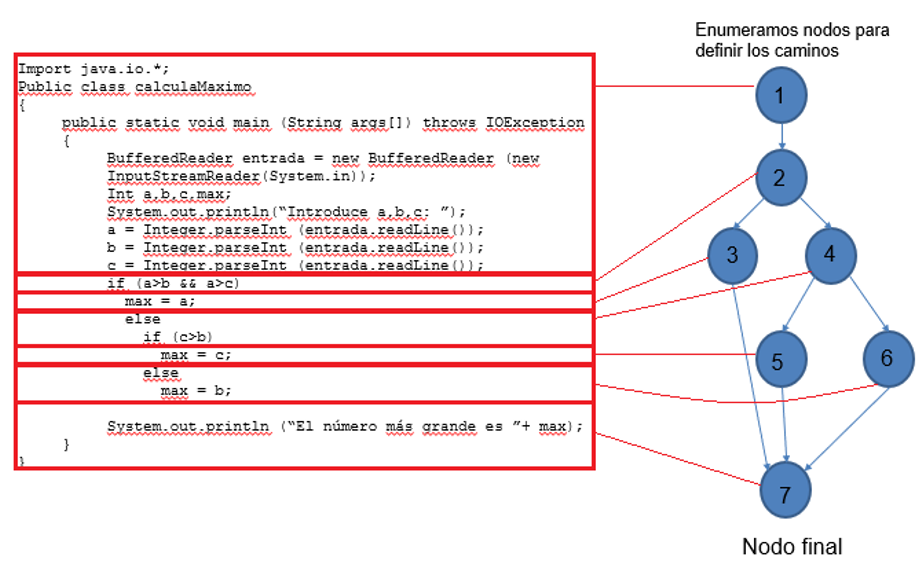 Enumeramos nodos para
definir los caminos
Import java.io.*;
Public class calculaMaximo
{
public static void main (String args[]) throws IOException
{
BufferedReader entrada = new BufferedReader (new
InputStreamReader(System.in));
Int a,b,c,max;
System.out.println(“Introduce a,b,c: ”);
a = Integer.parseInt (entrada.readLine());
b = Integer.parseInt (entrada.readLine());
c = Integer.parseInt (entrada.readLine());
if (a>b && a>c)
max = a;
else
if (c>b)
max = c;
else
max = b;
System.out.println (“El número más grande es ”+ max);
}
}
1
2
3
4
5
6
7
Nodo final